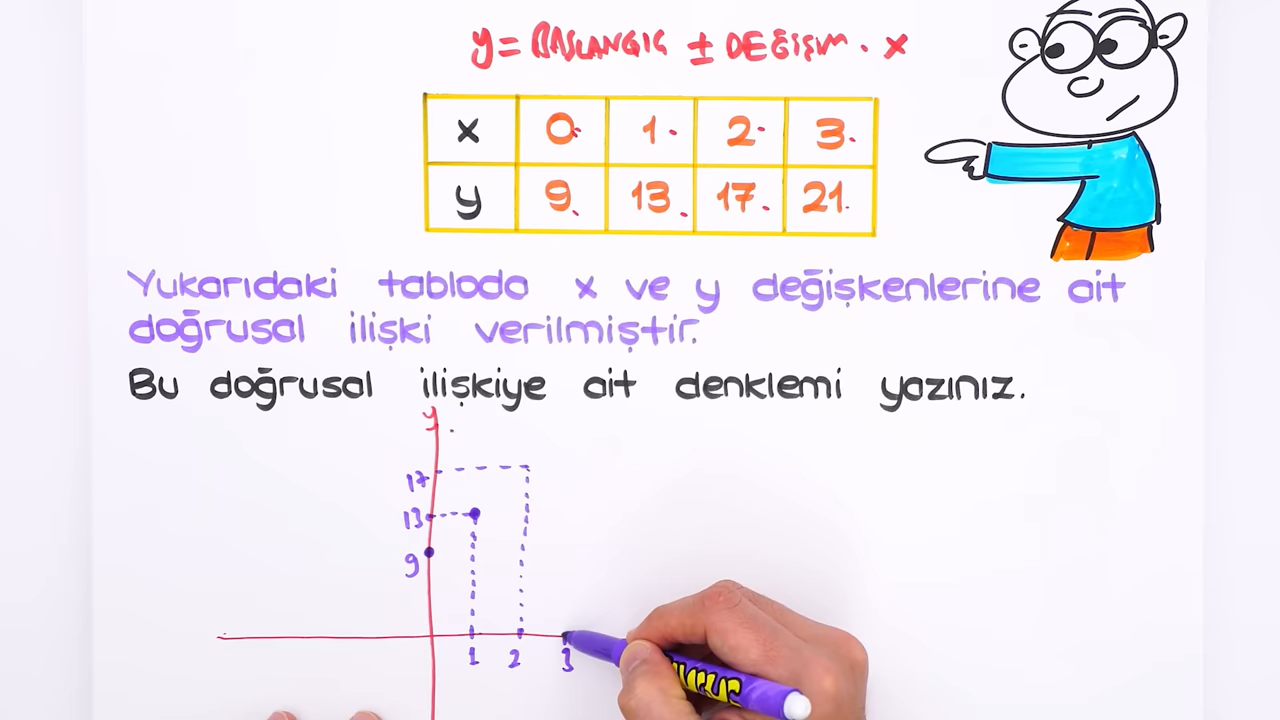 y = BAŞLANGIÇ ± DEĞİŞİM . x
x 0 1 2 3
y 9 13 17 21
Yukarıdaki tabloda x ve y değişkenlerine ait
doğrusal ilişki verilmiştir.
Bu doğrusal ilişkiye ait denklemi yazınız.
y
17
13
9
1 2 3